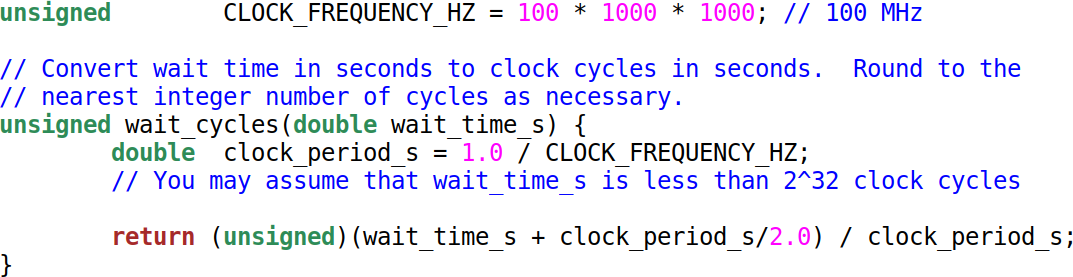 unsigned        CLOCK_FREQUENCY_HZ = 100 * 1000 * 1000; // 100 MHz

// Convert wait time in seconds to clock cycles in seconds.  Round to the
// nearest integer number of cycles as necessary.
unsigned wait_cycles(double wait_time_s) {
        double  clock_period_s = 1.0 / CLOCK_FREQUENCY_HZ;
        // You may assume that wait_time_s is less than 2^32 clock cycles

        return (unsigned)(wait_time_s + clock_period_s/2.0) / clock_period_s;
}